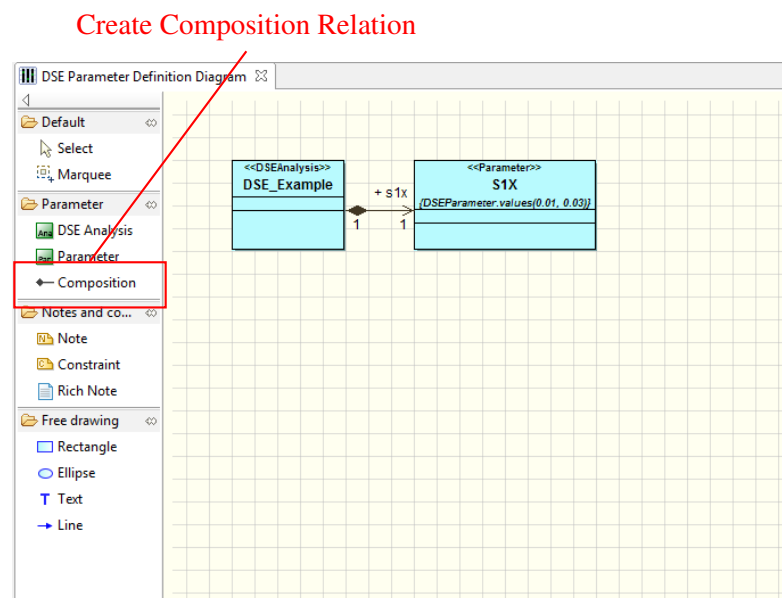 Create Composition Relation
DSE Parameter Definition Diagram
Default
Select
Marquee
Parameter
DSE Analysis
Parameter
Composition
Notes and co...
Note
Constraint
Rich Note
Free drawing
Rectangle
Ellipse
T Text
Line
<<DSEAnalysis>>
DSE_Example
+ s1x
1
1
<<Parameter>>
S1X
{DSEParameter.values(0.01, 0.03)}